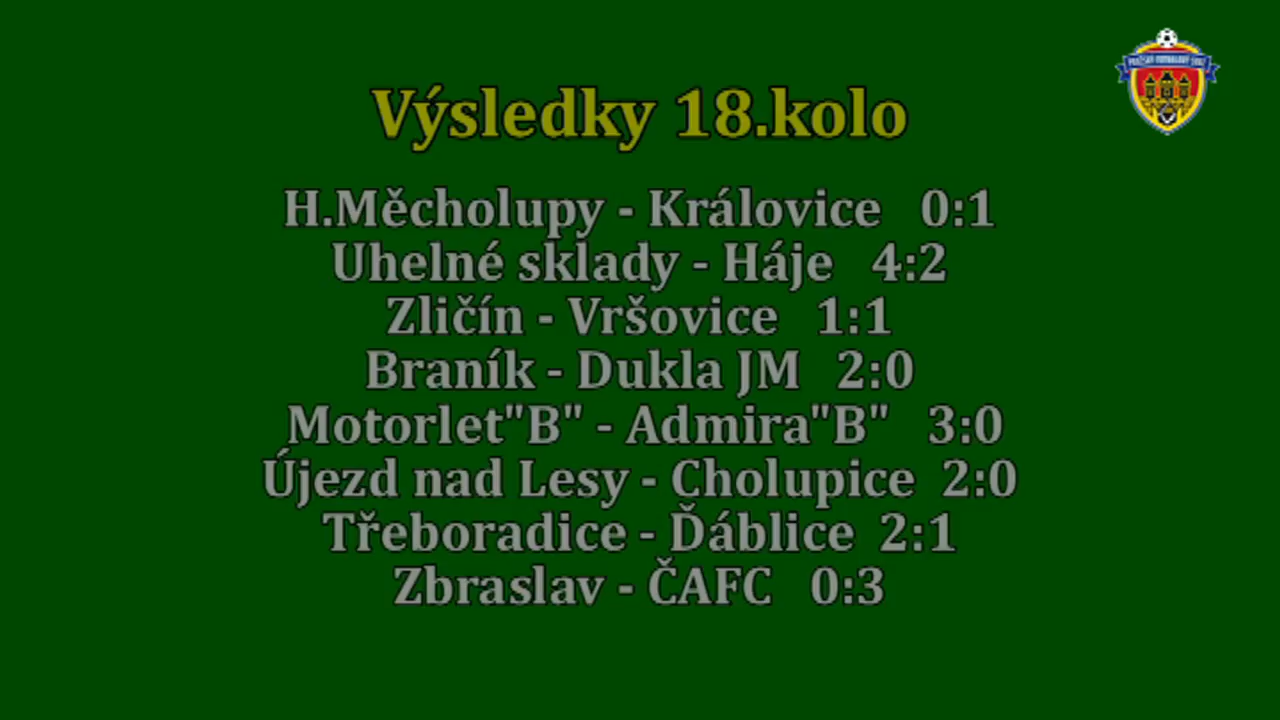 Výsledky 18.kolo
H.Měcholupy - Královice 0:1
Uhelné sklady - Háje 4:2
Zličín - Vršovice 1:1
Braník - Dukla JM 2:0
Motorlet"B" - Admira"B" 3:0
Újezd nad Lesy - Cholupice 2:0
Třeboradice - Ďáblice 2:1
Zbraslav - ČAFC 0:3